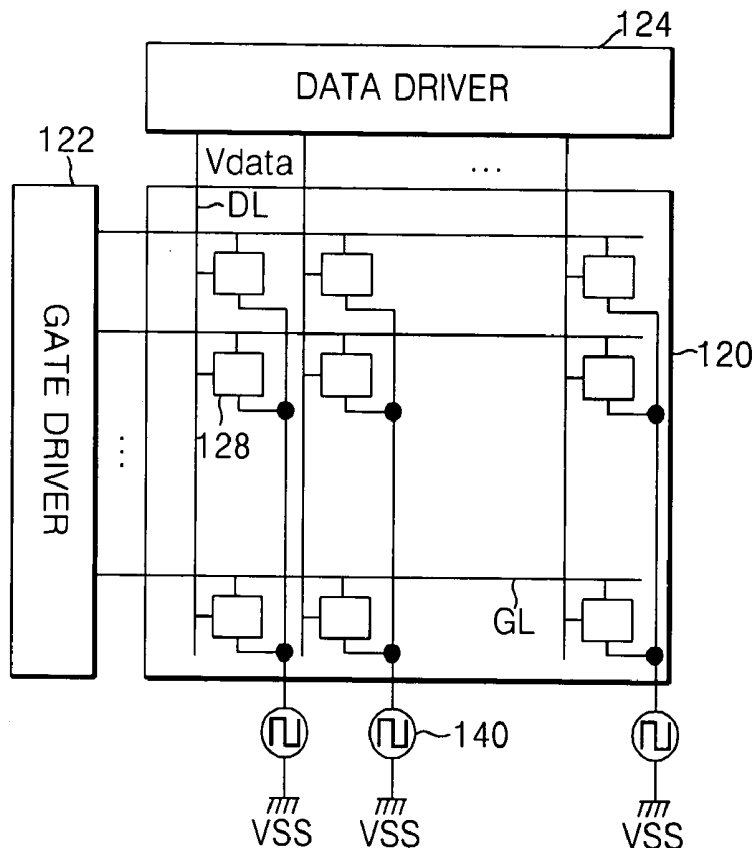 124
DATA DRIVER
122
Vdata
...
DL
GATE DRIVER
...
120
128
GL
140
VSS
VSS
VSS